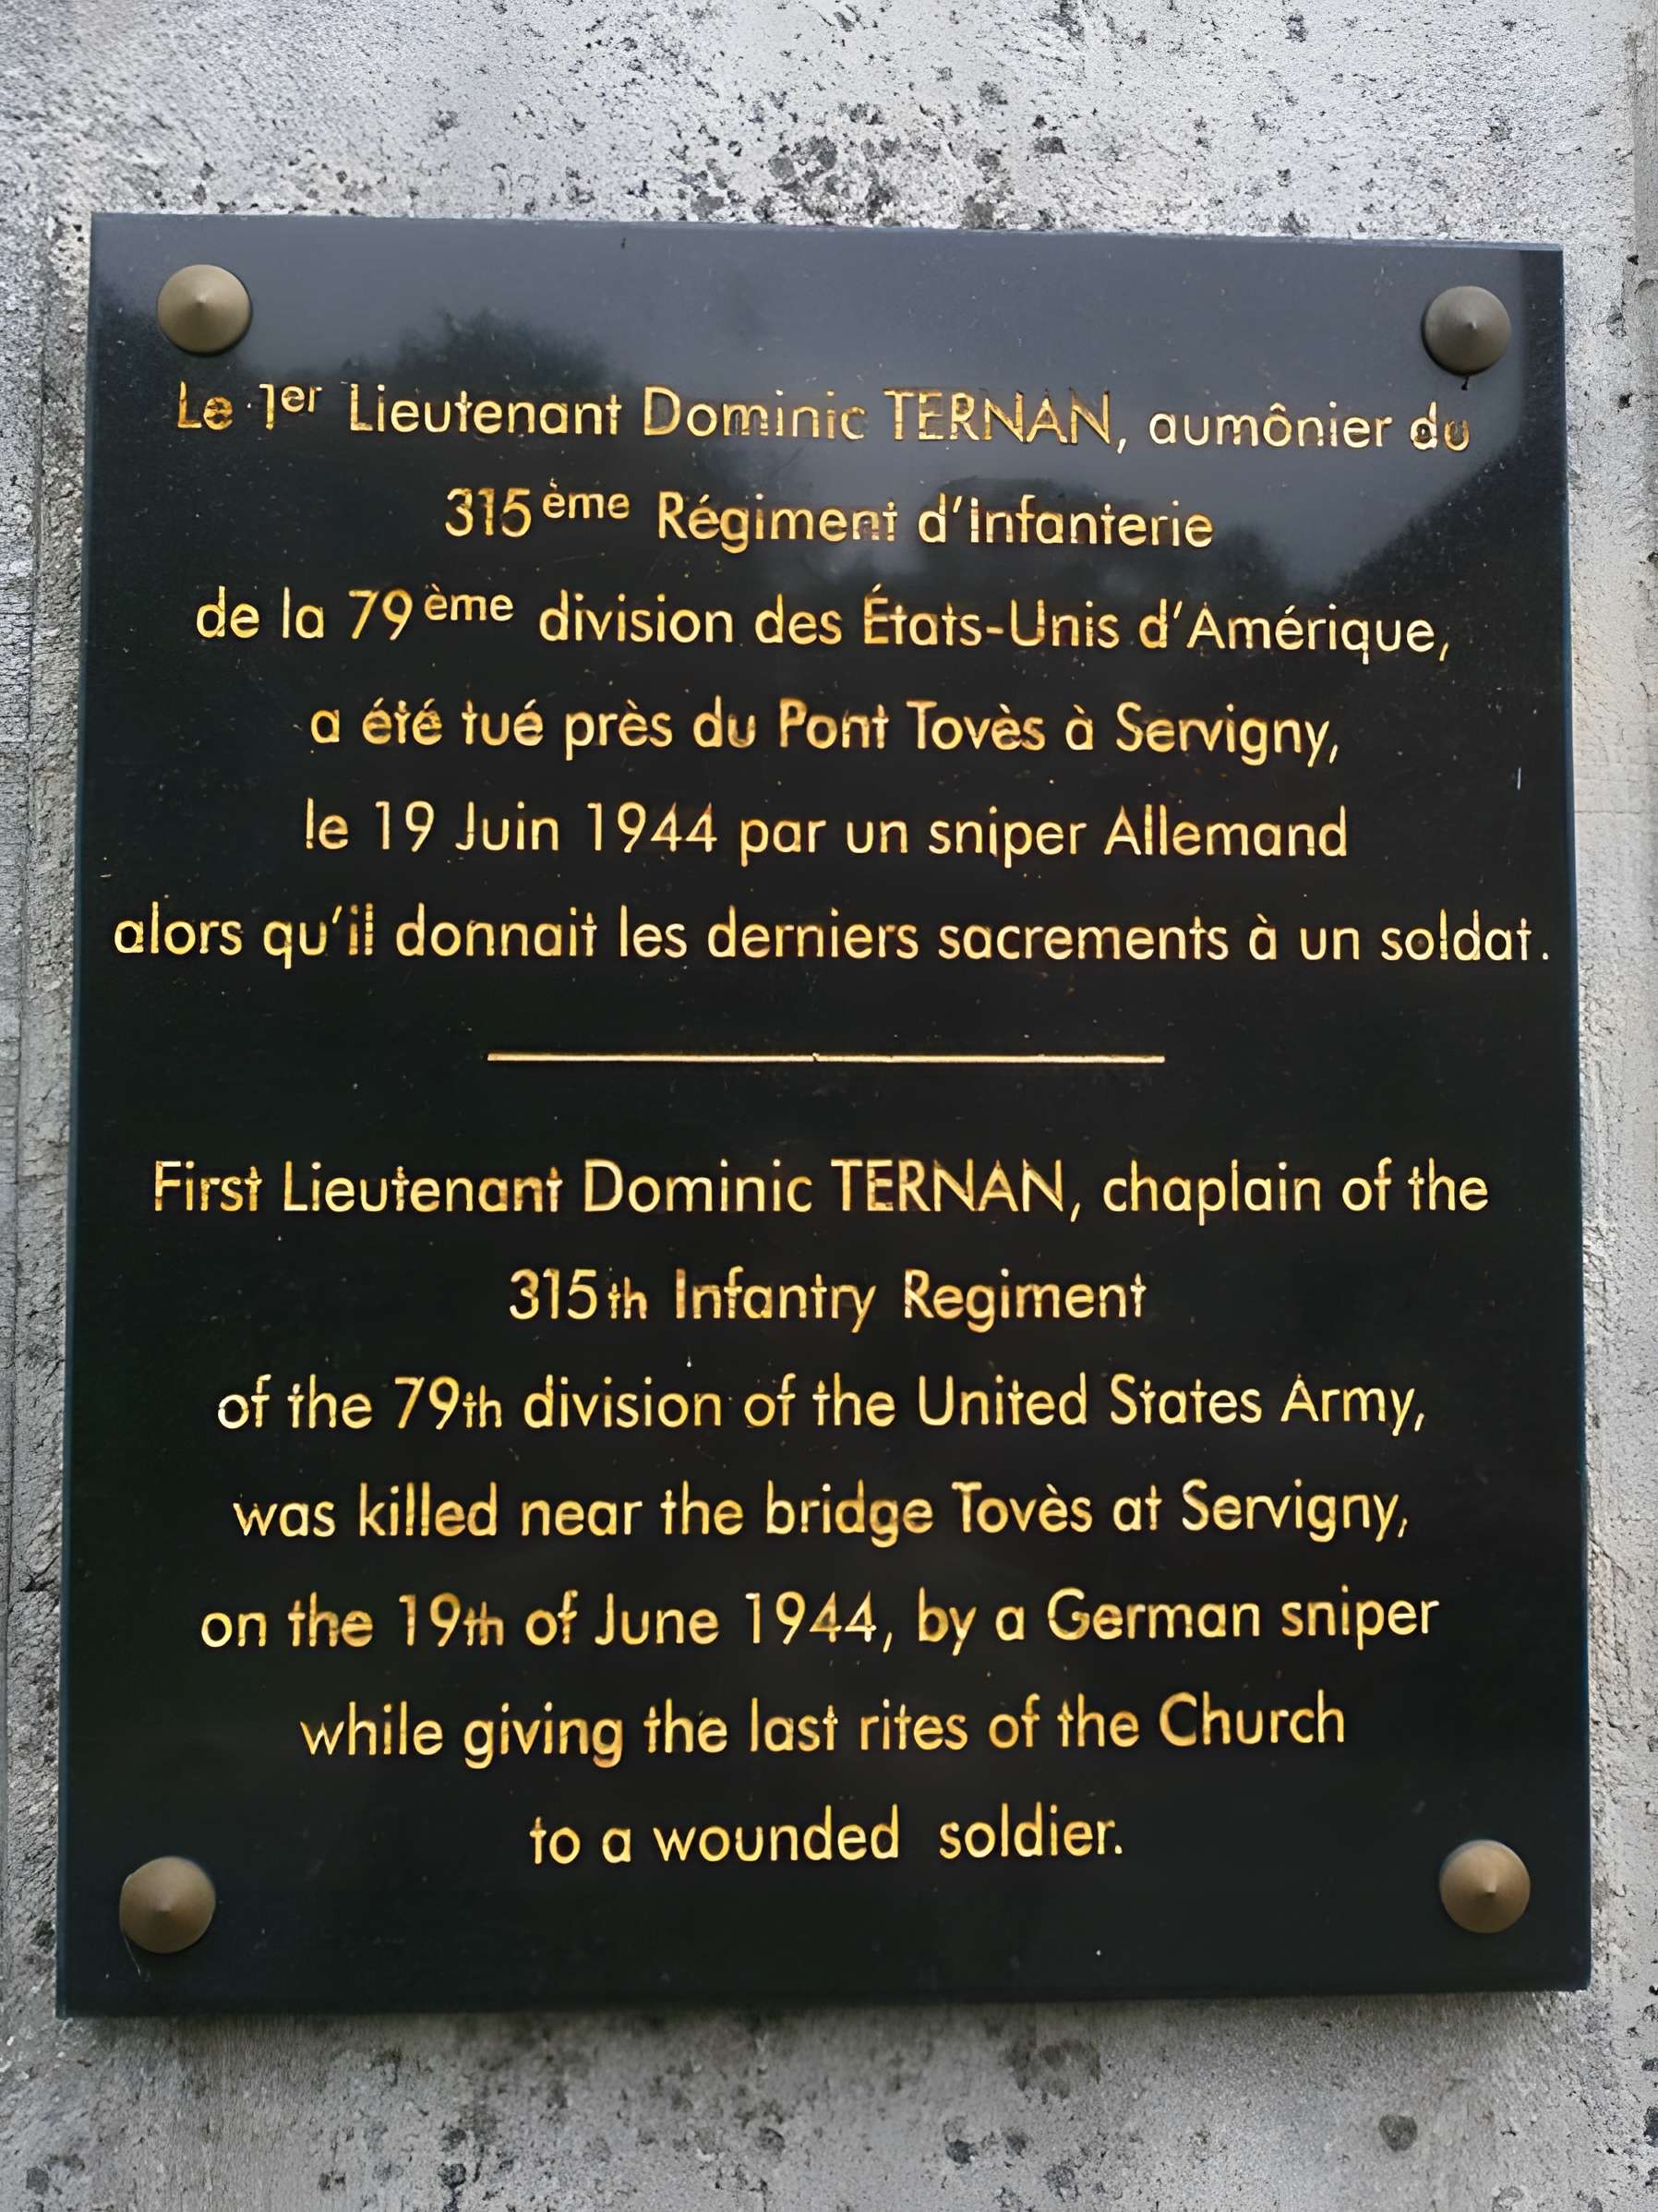 Le 1er Lieutenant Dominic TERNAN, aumônier du
315ème Régiment d'Infanterie
de la 79ème division des États-Unis d'Amérique,
a été tué près du Pont Tovès à Servigny,
le 19 Juin 1944 par un sniper Allemand
alors qu'il donnait les derniers sacrements à un soldat.
First Lieutenant Dominic TERNAN, chaplain of the
315th Infantry Regiment
of the 79th division of the United States Army,
was killed near the bridge Tovès at Servigny,
on the 19th of June 1944, by a German sniper
while giving the last rites of the Church
to a wounded soldier.